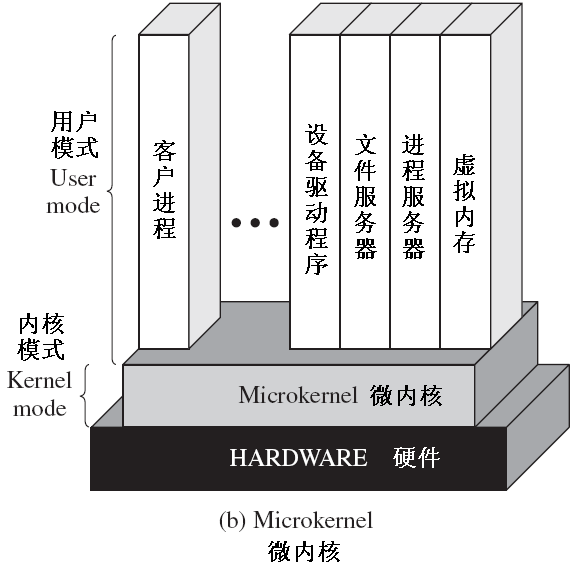 用户
模式
User
mode
内核
模式
Kernel
mode
客户进程
设备驱动程序
文件服务器
进程服务器
虚拟内存
Microkernel 微内核
HARDWARE 硬件
(b) Microkernel
微内核